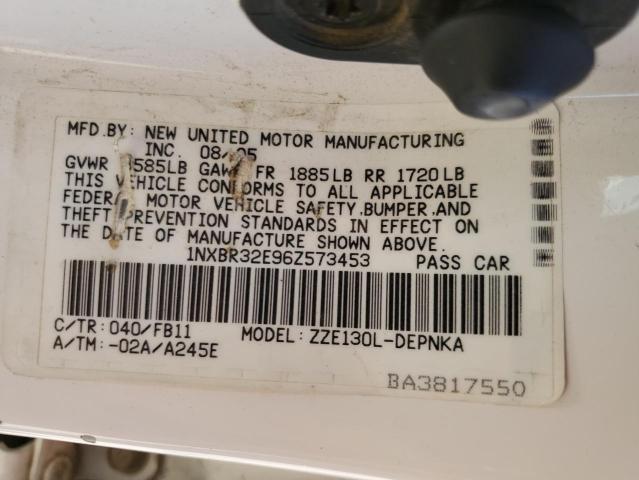 MFD.BY: NEW UNITED MOTOR MANUFACTURING
INC. 08/05
GVWR 3585LB GAWR FR 1885LB RR 1720LB
THIS VEHICLE CONFORMS TO ALL APPLICABLE
FEDERAL MOTOR VEHICLE SAFETY,BUMPER,AND
THEFT PREVENTION STANDARDS IN EFFECT ON
THE DATE OF MANUFACTURE SHOWN ABOVE.
1NXBR32E96Z573453 PASS CAR
C/TR: 040/FB11 MODEL: ZZE130L-DEPNKA
A/TM: -02A/A245E
BA3817550